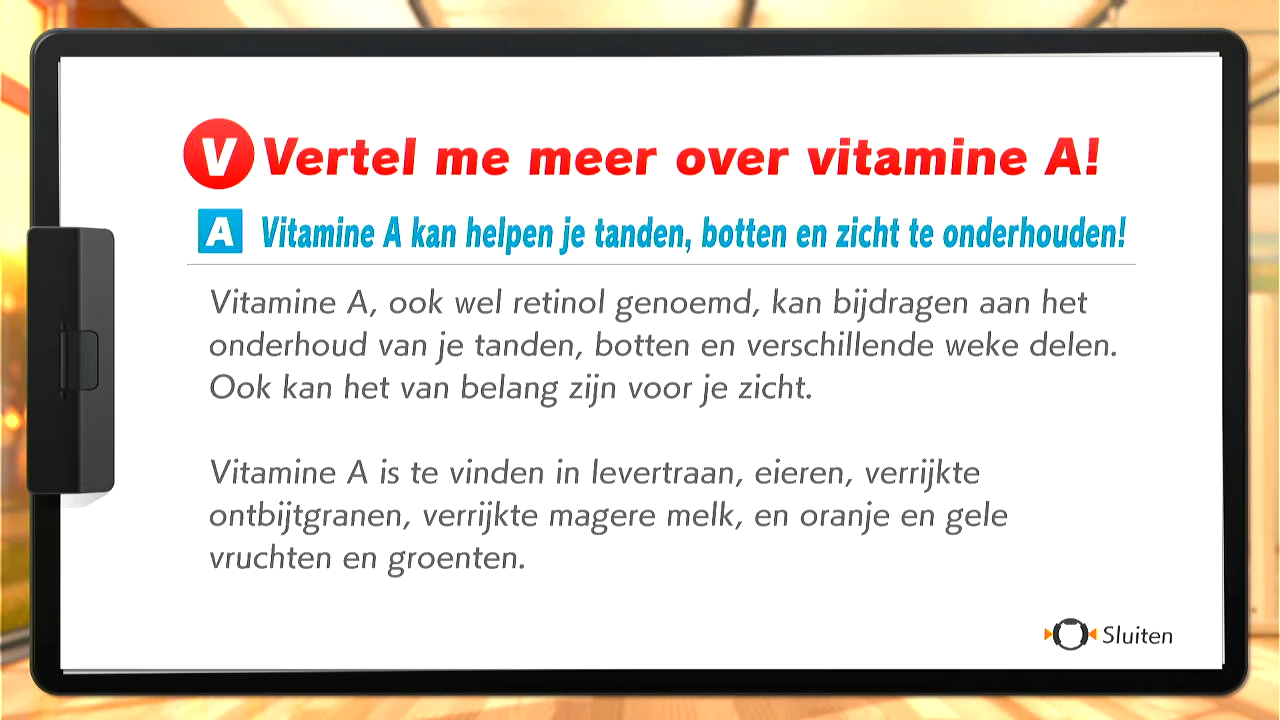 V Vertel me meer over vitamine A!
A Vitamine A kan helpen je tanden, botten en zicht te onderhouden!
Vitamine A, ook wel retinol genoemd, kan bijdragen aan het
onderhoud van je tanden, botten en verschillende weke delen.
Ook kan het van belang zijn voor je zicht.
Vitamine A is te vinden in levertraan, eieren, verrijkte
ontbijtgranen, verrijkte magere melk, en oranje en gele
vruchten en groenten.
Sluiten